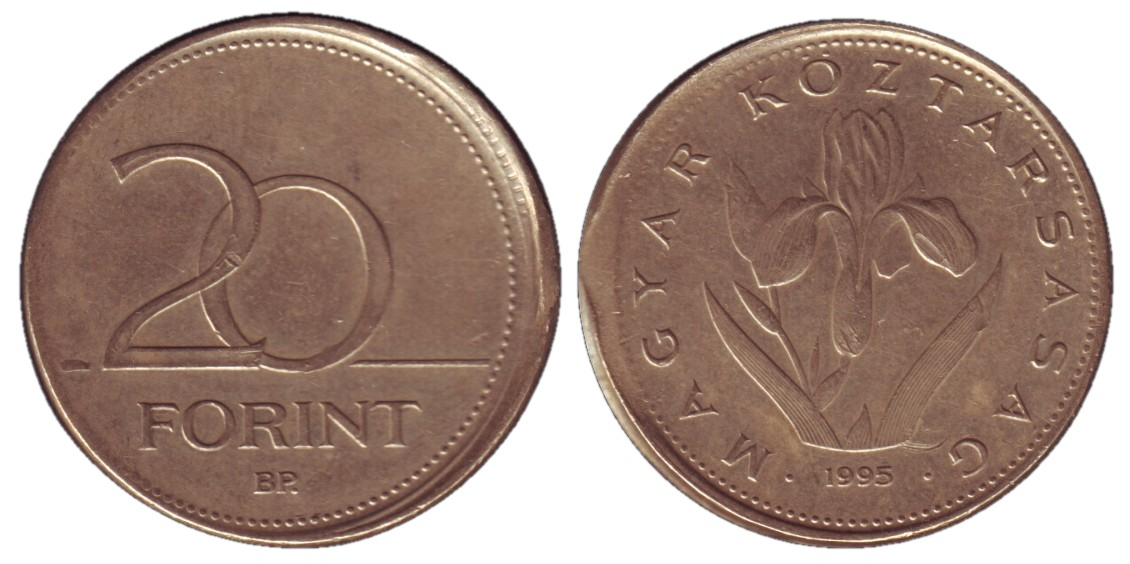 20
FORINT
BP.
MAGYAR KÖZTÁRSASÁG
· 1995 ·